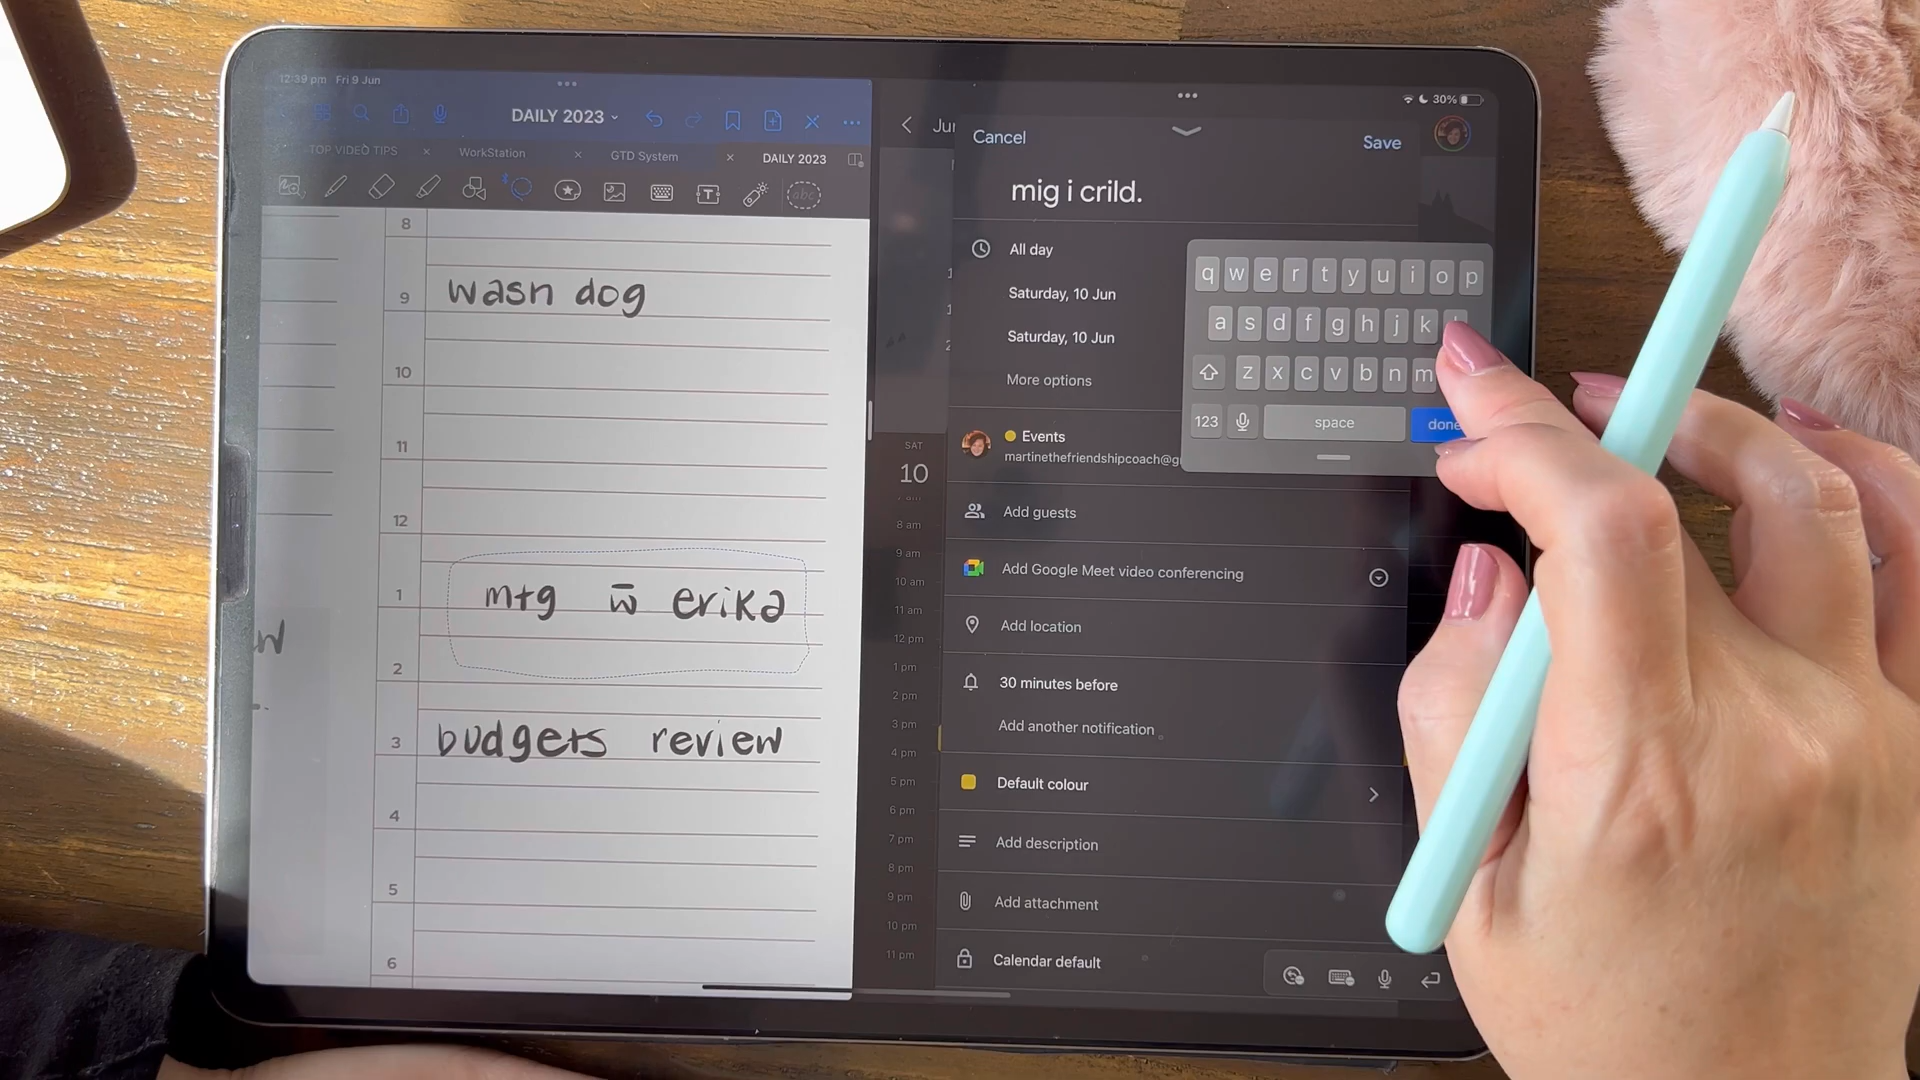 12:39 pm Fri 9 Jun
DAILY 2023
TOP VIDEO TIPS
WorkStation
GTD System
DAILY 2023
abc
8
9 wash dog
10
11
12
1 mtg w̄ erika
2
3 budgets review
4
5
6
w
30%
Jun
Cancel
Save
mig i crild.
All day
Saturday, 10 Jun
Saturday, 10 Jun
More options
Events
martinethefriendshipcoach@g
Add guests
Add Google Meet video conferencing
Add location
30 minutes before
Add another notification
Default colour
Add description
Add attachment
Calendar default
SAT
10
8 am
9 am
10 am
11 am
12 pm
1 pm
2 pm
3 pm
4 pm
5 pm
6 pm
7 pm
8 pm
9 pm
10 pm
11 pm
q w e r t y u i o p
a s d f g h j k
z x c v b n m
123 space done